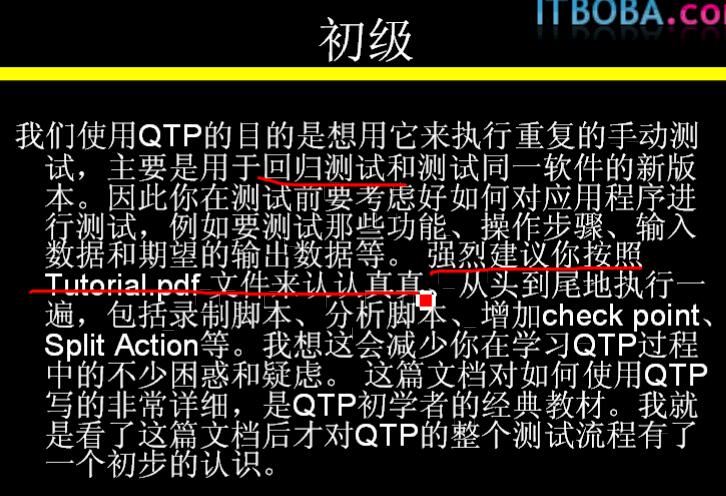 ITBOBA.co
初级
我们使用QTP的目的是想用它来执行重复的手动测
试，主要是用于回归测试和测试同一软件的新版
本。因此你在测试前要考虑好如何对应用程序进
行测试，例如要测试那些功能、操作步骤、输入
数据和期望的输出数据等。 强烈建议你按照
Tutorial.pdf 文件来认认真真、从头到尾地执行一
遍，包括录制脚本、分析脚本、增加check point、
Split Action等。我想这会减少你在学习QTP过程
中的不少困惑和疑虑。 这篇文档对如何使用QTP
写的非常详细，是QTP初学者的经典教材。我就
是看了这篇文档后才对QTP的整个测试流程有了
一个初步的认识。